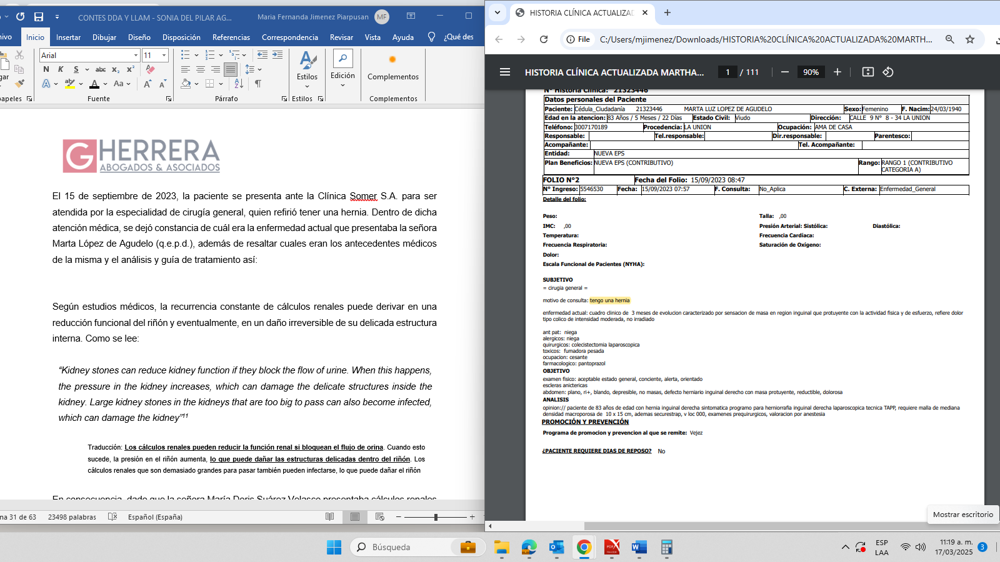 CONTES DDA Y LLAM - SONIA DEL PILAR AG...
Maria Fernanda Jimenez Piarpusan
MF
Inicio
Insertar
Dibujar
Diseño
Disposición
Referencias
Correspondencia
Revisar
Vista
Ayuda
¿Qué des
Arial
11
N K S abc x₂ x²
Aa
Estilos
Edición
Complementos
Fuente
Párrafo
Estilos
Complementos
G HERRERA
ABOGADOS & ASOCIADOS
El 15 de septiembre de 2023, la paciente se presenta ante la Clínica Somer S.A. para ser
atendida por la especialidad de cirugía general, quien refirió tener una hernia. Dentro de dicha
atención médica, se dejó constancia de cuál era la enfermedad actual que presentaba la señora
Marta López de Agudelo (q.e.p.d.), además de resaltar cuales eran los antecedentes médicos
de la misma y el análisis y guía de tratamiento así:
Según estudios médicos, la recurrencia constante de cálculos renales puede derivar en una
reducción funcional del riñón y eventualmente, en un daño irreversible de su delicada estructura
interna. Como se lee:
“Kidney stones can reduce kidney function if they block the flow of urine. When this happens,
the pressure in the kidney increases, which can damage the delicate structures inside the
kidney. Large kidney stones in the kidneys that are too big to pass can also become infected,
which can damage the kidney”¹¹
Traducción: Los cálculos renales pueden reducir la función renal si bloquean el flujo de orina. Cuando esto
sucede, la presión en el riñón aumenta, lo que puede dañar las estructuras delicadas dentro del riñón. Los
cálculos renales que son demasiado grandes para pasar también pueden infectarse, lo que puede dañar el riñón
En consecuencia, dado que la señora María Doris Suárez Velasco presentaba cálculos renales
na 31 de 63
23498 palabras
Español (España)
HISTORIA CLÍNICA ACTUALIZAD
File
C:/Users/mjimenez/Downloads/HISTORIA%20CLÍNICA%20ACTUALIZADA%20MARTH...
HISTORIA CLÍNICA ACTUALIZADA MARTHA...
1 / 111
90%
N° Historia Clínica: 21323446
Datos personales del Paciente
Paciente: Cédula_Ciudadanía 21323446 MARTA LUZ LOPEZ DE AGUDELO Sexo: Femenino F. Nacim: 24/03/1940
Edad en la atencion: 83 Años / 5 Meses / 22 Días Estado Civil: Viudo Dirección: CALLE 9 N° 8 - 34 LA UNION
Teléfono: 3007170189 Procedencia: LA UNION Ocupación: AMA DE CASA
Responsable: Tel.responsable: Dir.responsable: Parentesco:
Acompañante: Tel. Acompañante:
Entidad: NUEVA EPS
Plan Beneficios: NUEVA EPS (CONTRIBUTIVO) Rango: RANGO 1 (CONTRIBUTIVO
CATEGORIA A)
FOLIO N°2 Fecha del Folio: 15/09/2023 08:47
N° Ingreso: 5546530 Fecha: 15/09/2023 07:57 F. Consulta: No_Aplica C. Externa: Enfermedad_General
Detalle del folio:
Peso: Talla: ,00
IMC: ,00 Presión Arterial: Sistólica: Diastólica:
Temperatura: Frecuencia Cardíaca:
Frecuencia Respiratoria: Saturación de Oxígeno:
Dolor:
Escala Funcional de Pacientes (NYHA):
SUBJETIVO
= cirugia general =
motivo de consulta: tengo una hernia
enfermedad actual: cuadro clinico de 3 meses de evolucion caracterizado por sensacion de masa en region inguinal que protuyente con la actividad fisica y de esfuerzo, refiere dolor
tipo colico de intensidad moderada, no irradiado
ant pat: niega
alergicos: niega
quirurgicos: colecistectomia laparoscopica
toxicos: fumadora pesada
ocupacion: cesante
farmacologico: pantoprazol
OBJETIVO
examen fisico: aceptable estado general, conciente, alerta, orientado
escleras anictericas
abdomen: plano, ri+, blando, depresible, no masas, defecto herniario inguinal derecho con masa protuyente, reductible, dolorosa
ANALISIS
opinion:// paciente de 83 años de edad con hernia inguinal derecha sintomatica programo para herniorrafia inguinal derecha laparoscopica tecnica TAPP, requiere malla de mediana
densidad macroporosa de 10 x 15 cm, ademas securestrap, v loc 000, examenes prequirurgicos, valoracion por anestesia
PROMOCIÓN Y PREVENCIÓN
Programa de promocion y prevencion al que se remite: Vejez
¿PACIENTE REQUIERE DIAS DE REPOSO? No
Mostrar escritorio
Búsqueda
ESP
LAA
11:19 a. m.
17/03/2025
3